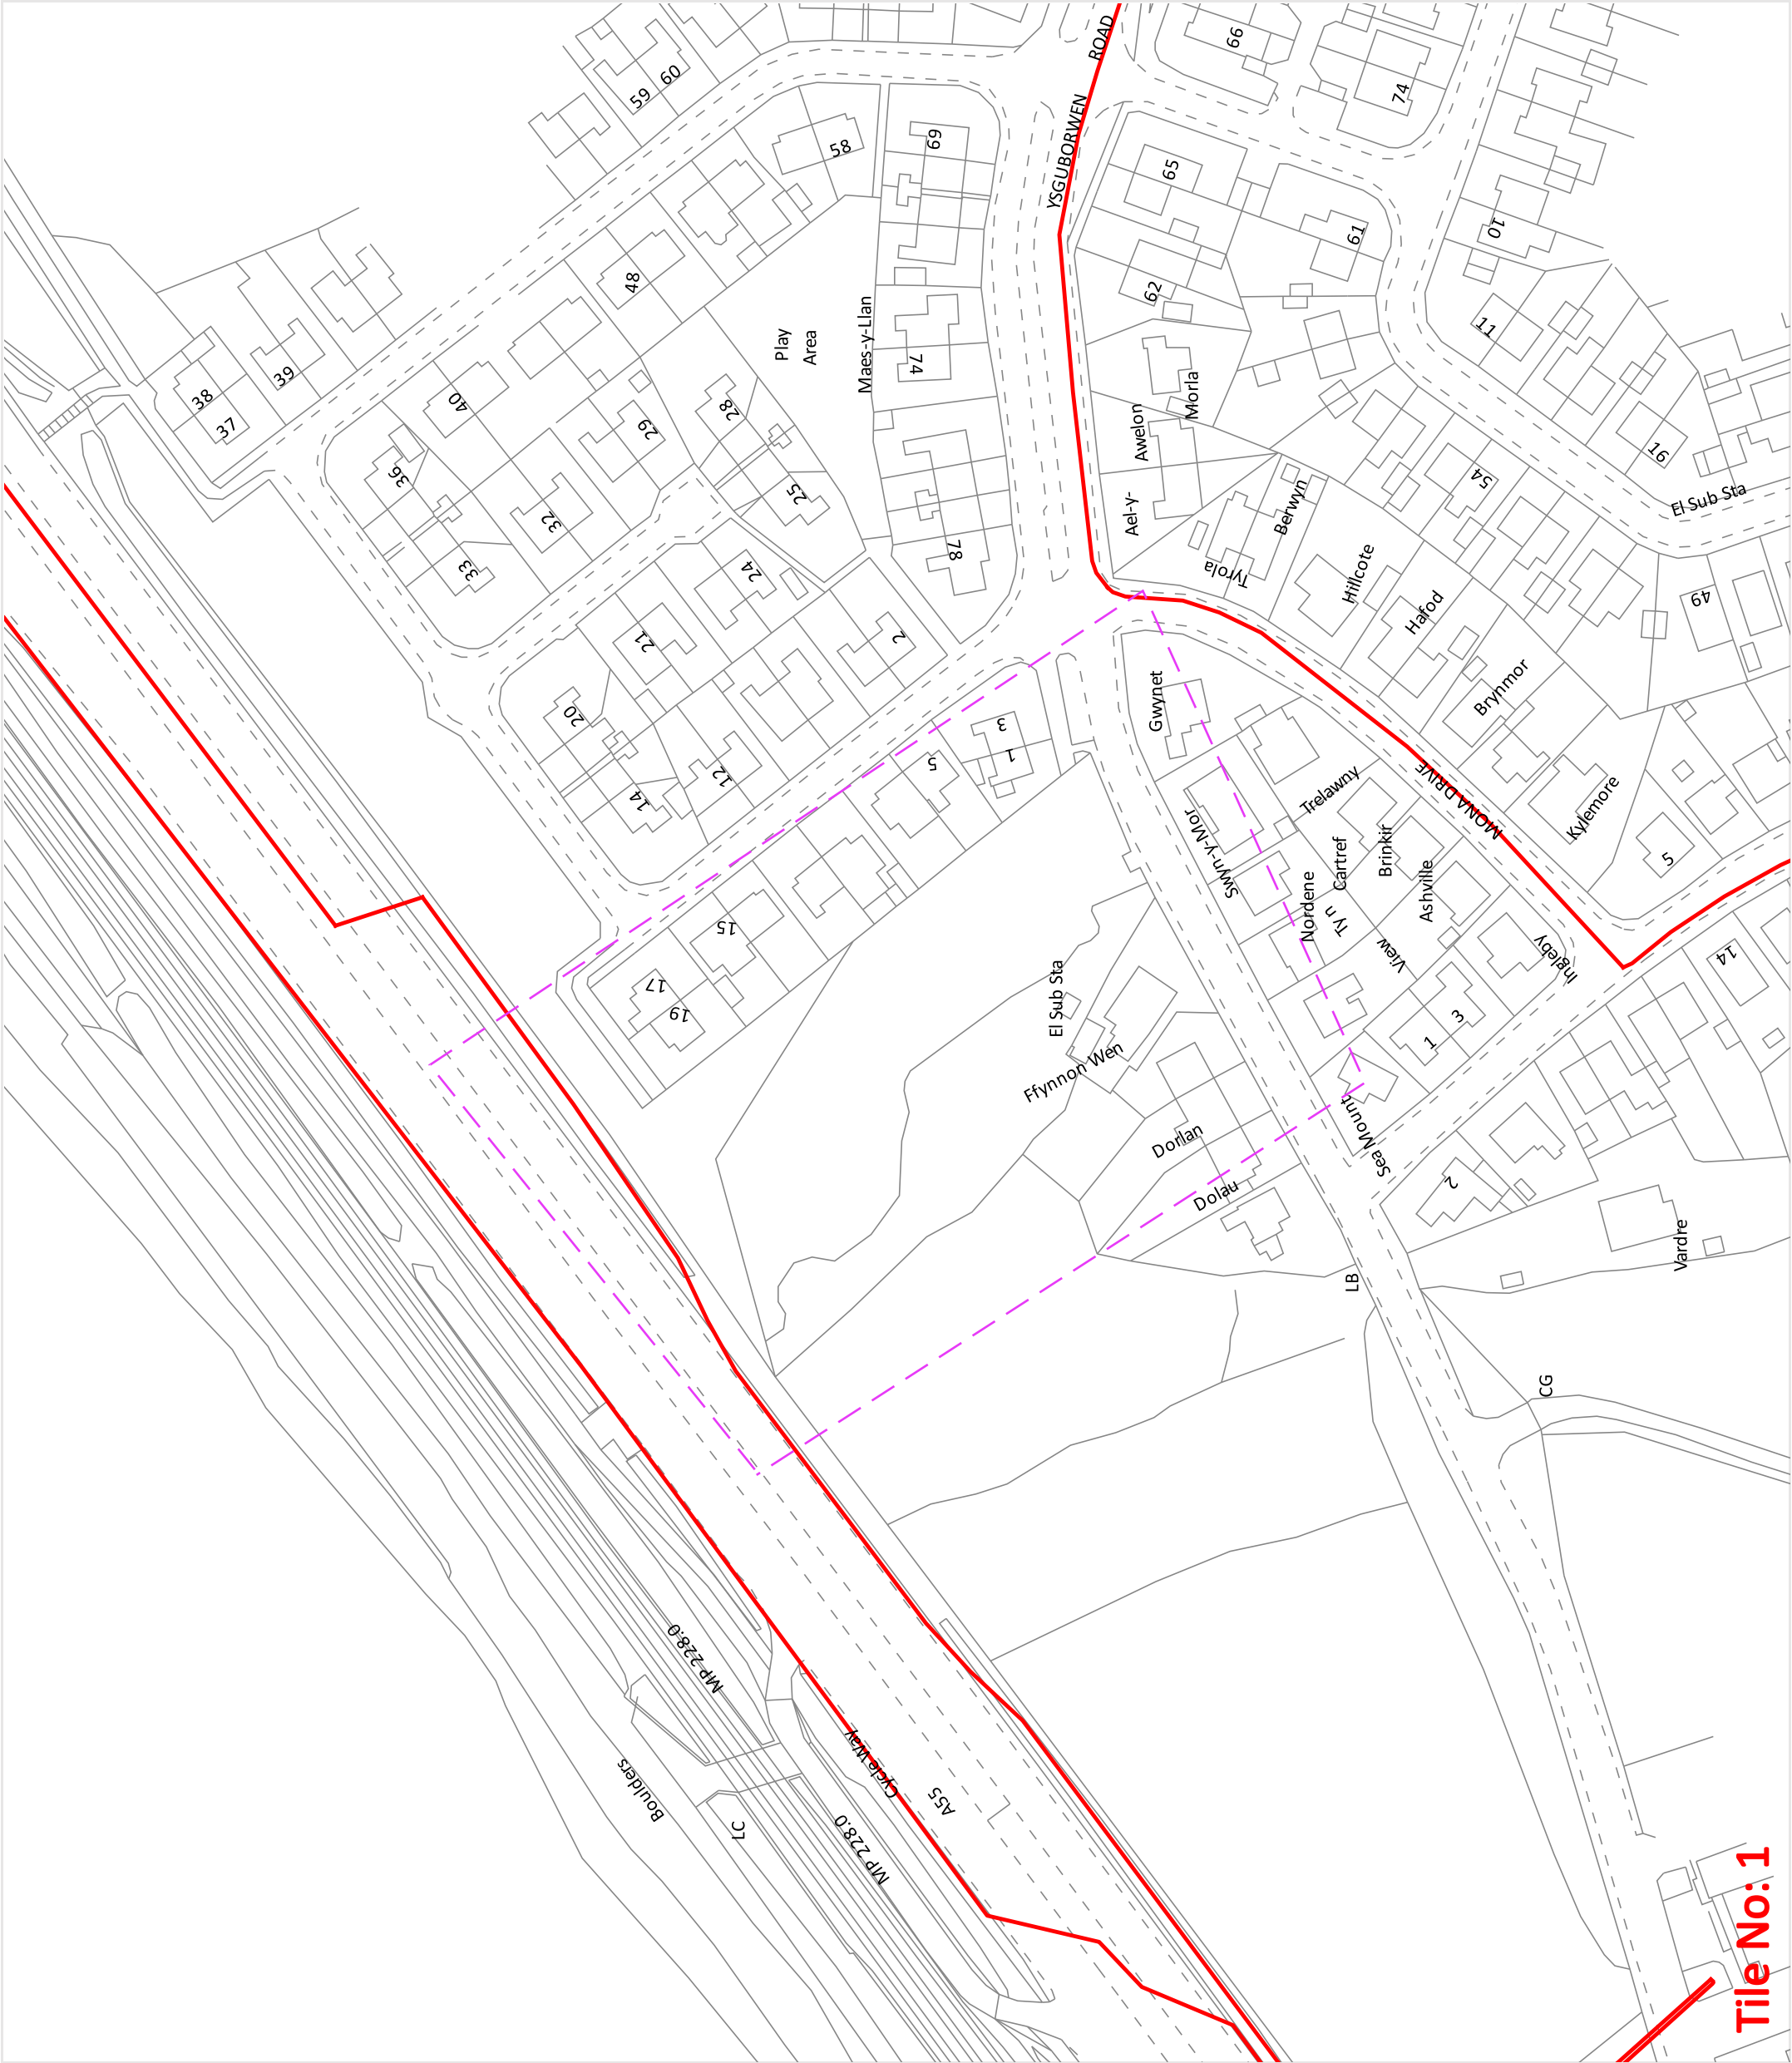 ROAD
YSGUBORWEN
66
74
60
59
58
69
65
61
62
10
11
16
54
El Sub Sta
49
48
Play
Area
Maes-y-Llan
74
Morla
Awelon
Ael-y-
Berwyn
Tyrola
Hillcote
Hafod
Brynmor
Kylemore
5
38
39
37
40
36
33
32
29
28
25
24
21
20
14
12
2
78
3
1
5
15
17
19
Gwynet
Swyn-y-Mor
Trelawny
MONA DRIVE
Cartref
Brinkir
Nordene
Ty n
Ashville
View
Ingleby
14
1
3
El Sub Sta
Ffynnon Wen
Dorlan
Dolau
Sea Mount
2
Vardre
LB
CG
MP 228.0
Cycle Way
A55
Boulders
LC
MP 228.0
Tile No: 1